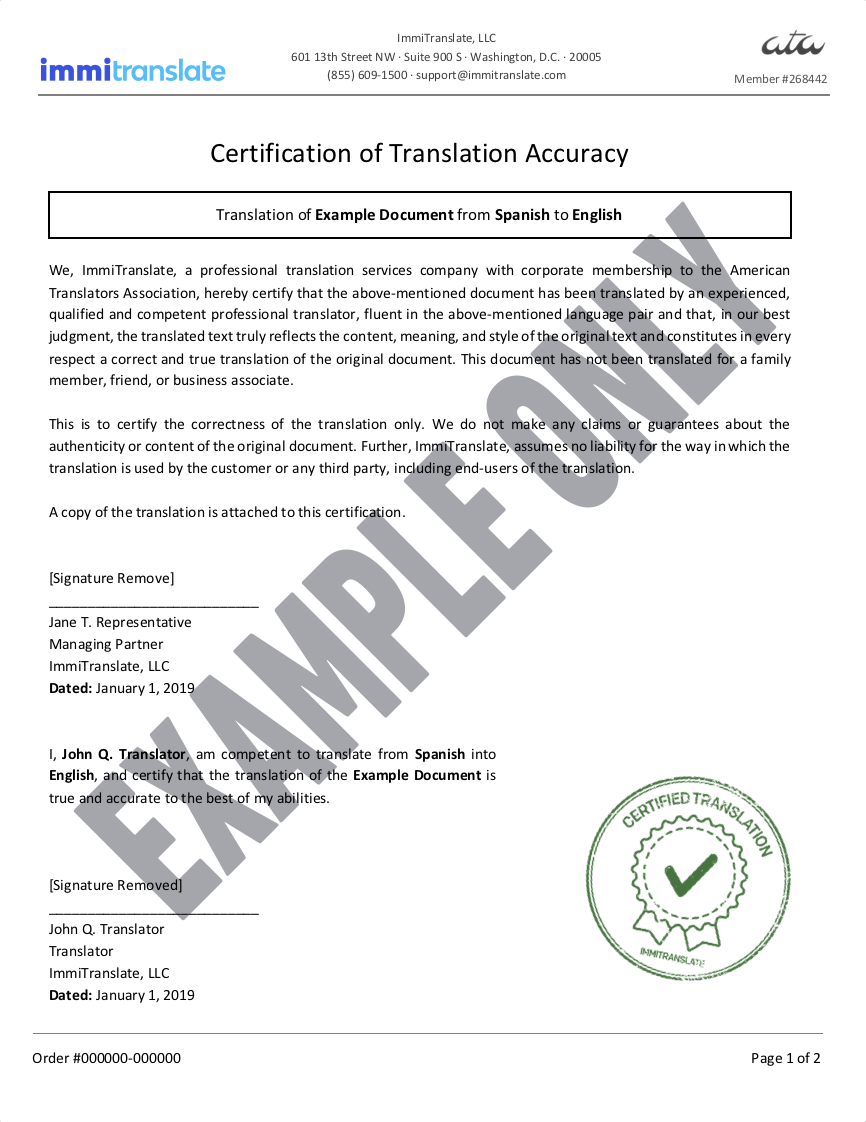 ImmiTranslate, LLC
immitranslate
601 13th Street NW · Suite 900 S · Washington, D.C. · 20005
(855) 609-1500 · support@immitranslate.com
ata
Member #268442
Certification of Translation Accuracy
Translation of Example Document from Spanish to English
We, ImmiTranslate, a professional translation services company with corporate membership to the American
Translators Association, hereby certify that the above-mentioned document has been translated by an experienced,
qualified and competent professional translator, fluent in the above-mentioned language pair and that, in our best
judgment, the translated text truly reflects the content, meaning, and style of the original text and constitutes in every
respect a correct and true translation of the original document. This document has not been translated for a family
member, friend, or business associate.
This is to certify the correctness of the translation only. We do not make any claims or guarantees about the
authenticity or content of the original document. Further, ImmiTranslate, assumes no liability for the way in which the
translation is used by the customer or any third party, including end-users of the translation.
A copy of the translation is attached to this certification.
[Signature Remove]
Jane T. Representative
Managing Partner
ImmiTranslate, LLC
Dated: January 1, 2019
I, John Q. Translator, am competent to translate from Spanish into
English, and certify that the translation of the Example Document is
true and accurate to the best of my abilities.
[Signature Removed]
John Q. Translator
Translator
ImmiTranslate, LLC
Dated: January 1, 2019
EXAMPLE ONLY
CERTIFIED TRANSLATION
IMMITRANSLATE
Order #000000-000000
Page 1 of 2